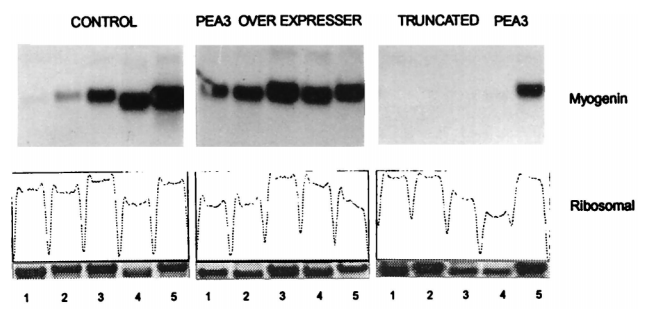 CONTROL PEA3 OVER EXPRESSER TRUNCATED PEA3
Myogenin
Ribosomal
1 2 3 4 5 1 2 3 4 5 1 2 3 4 5